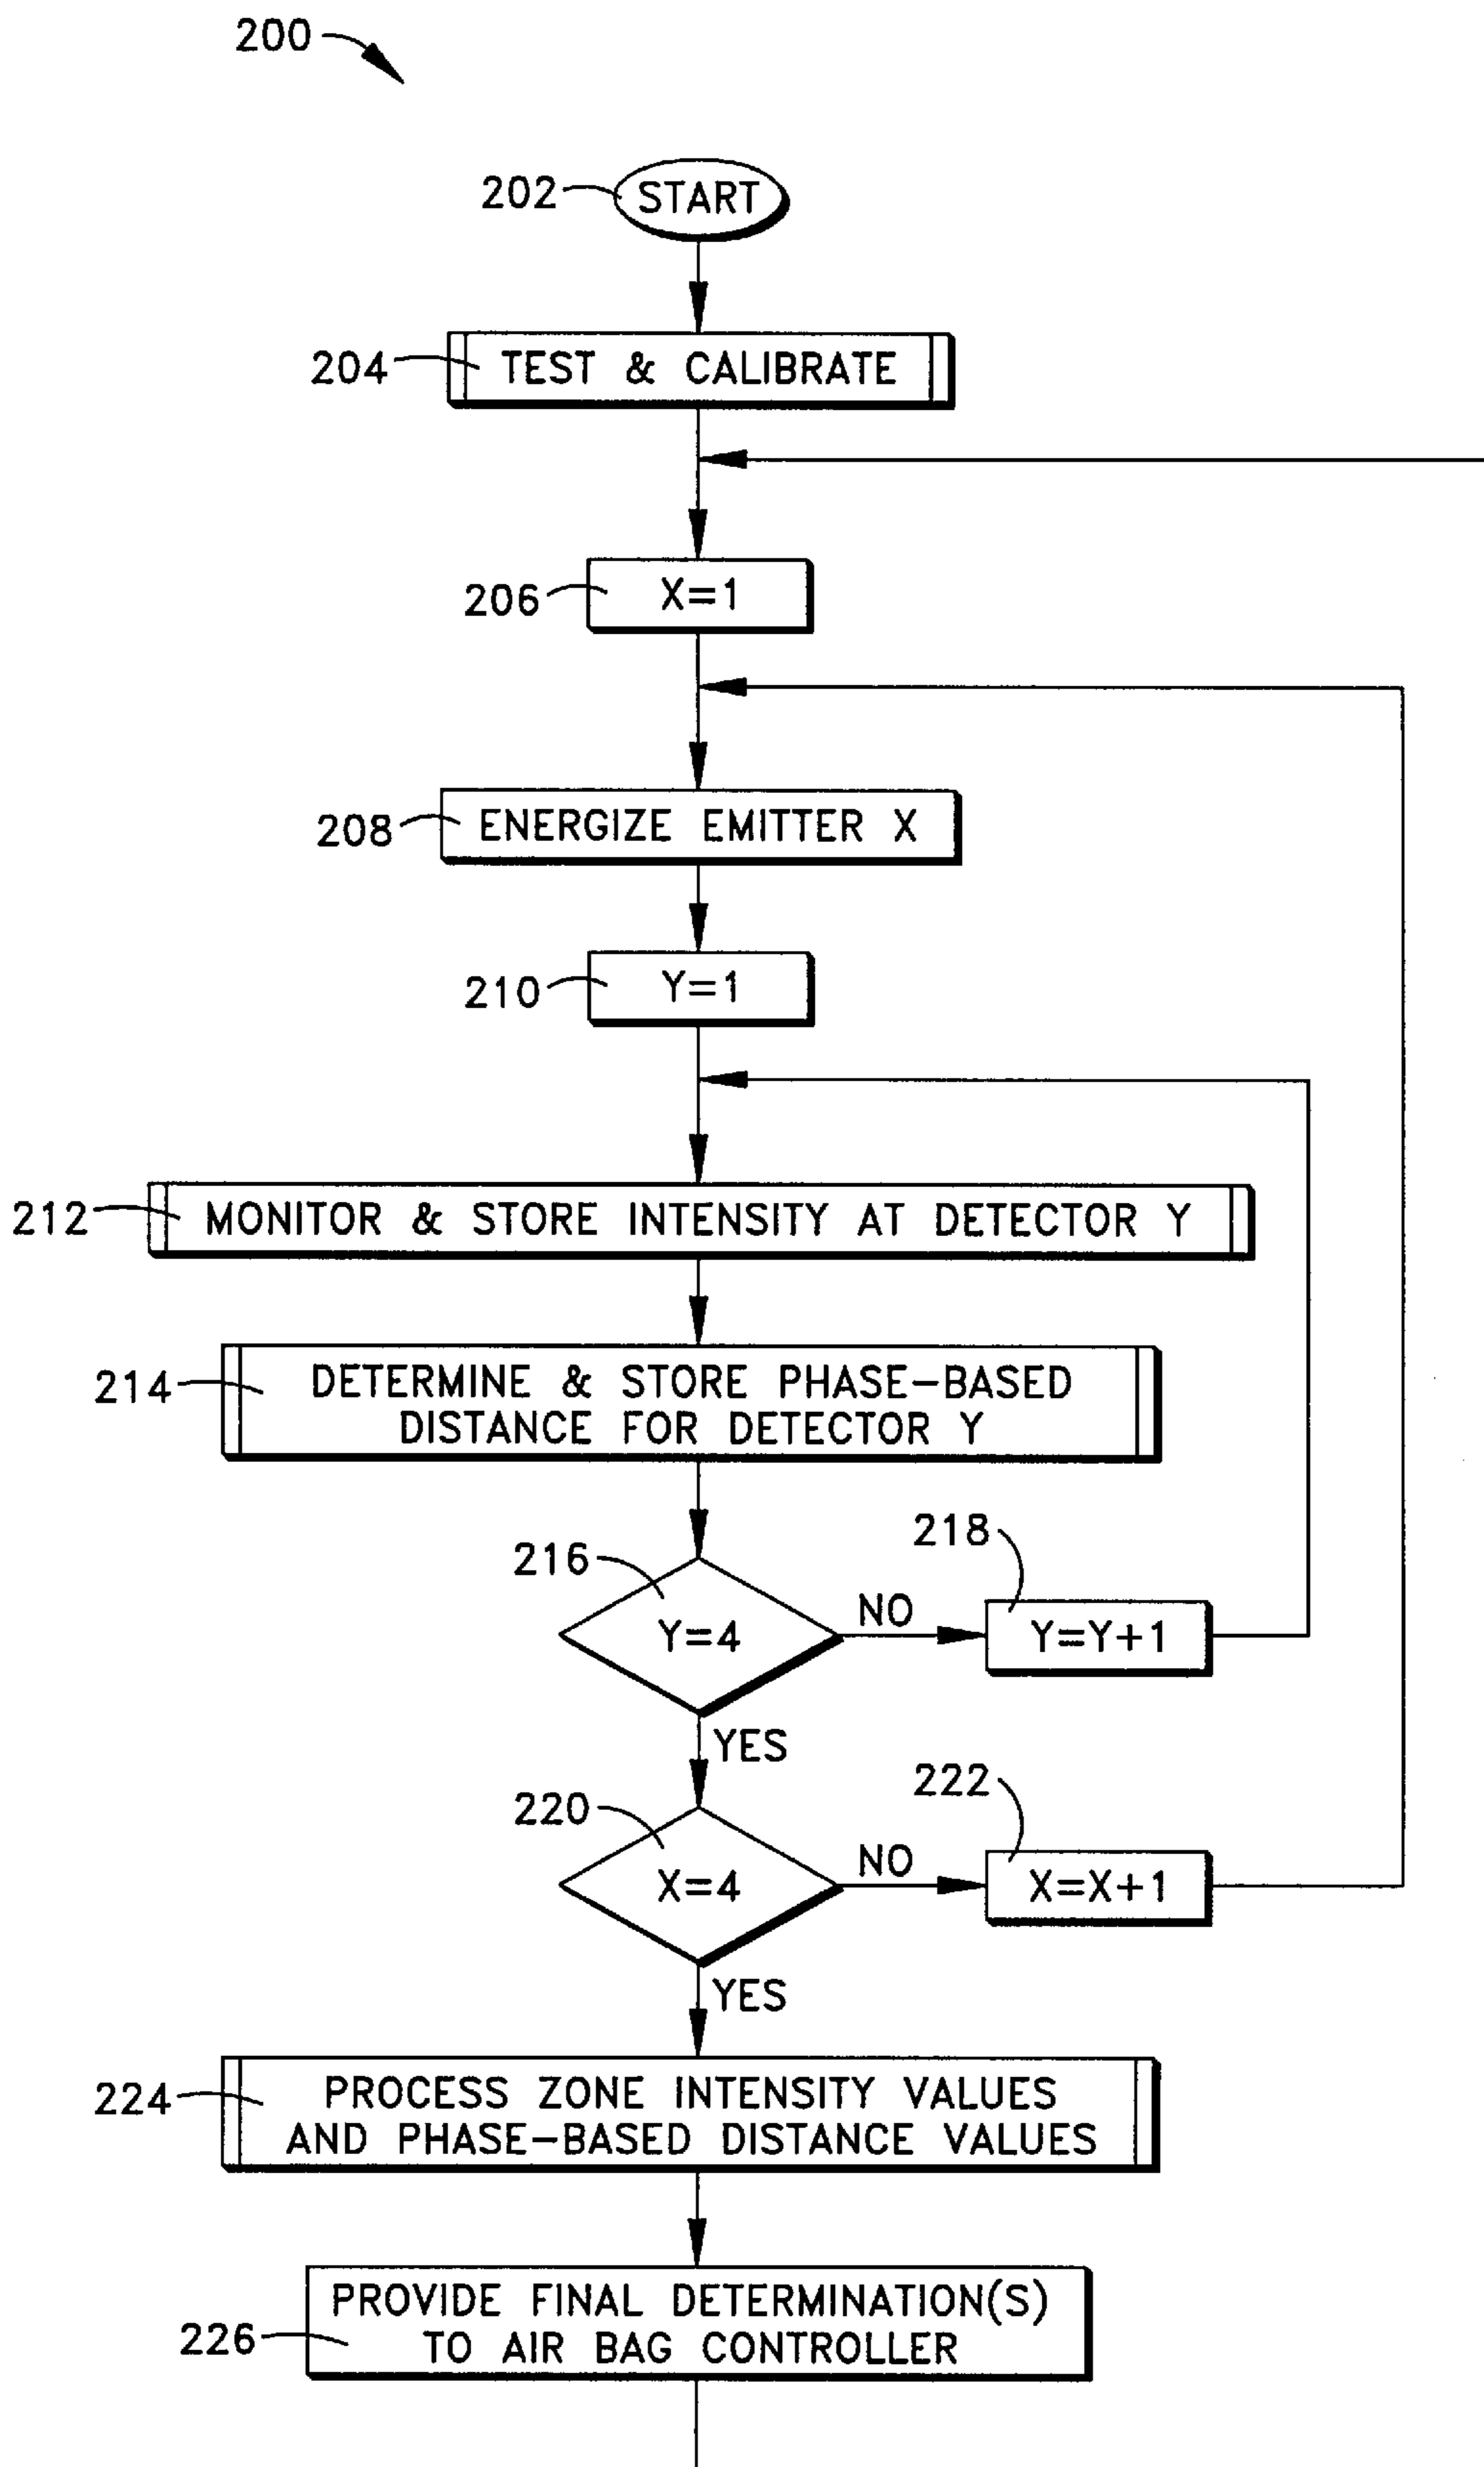 200
202
START
204
TEST & CALIBRATE
206
X=1
208
ENERGIZE EMITTER X
210
Y=1
212
MONITOR & STORE INTENSITY AT DETECTOR Y
214
DETERMINE & STORE PHASE-BASED
DISTANCE FOR DETECTOR Y
216
Y=4
NO
218
Y=Y+1
YES
220
X=4
NO
222
X=X+1
YES
224
PROCESS ZONE INTENSITY VALUES
AND PHASE-BASED DISTANCE VALUES
226
PROVIDE FINAL DETERMINATION(S)
TO AIR BAG CONTROLLER